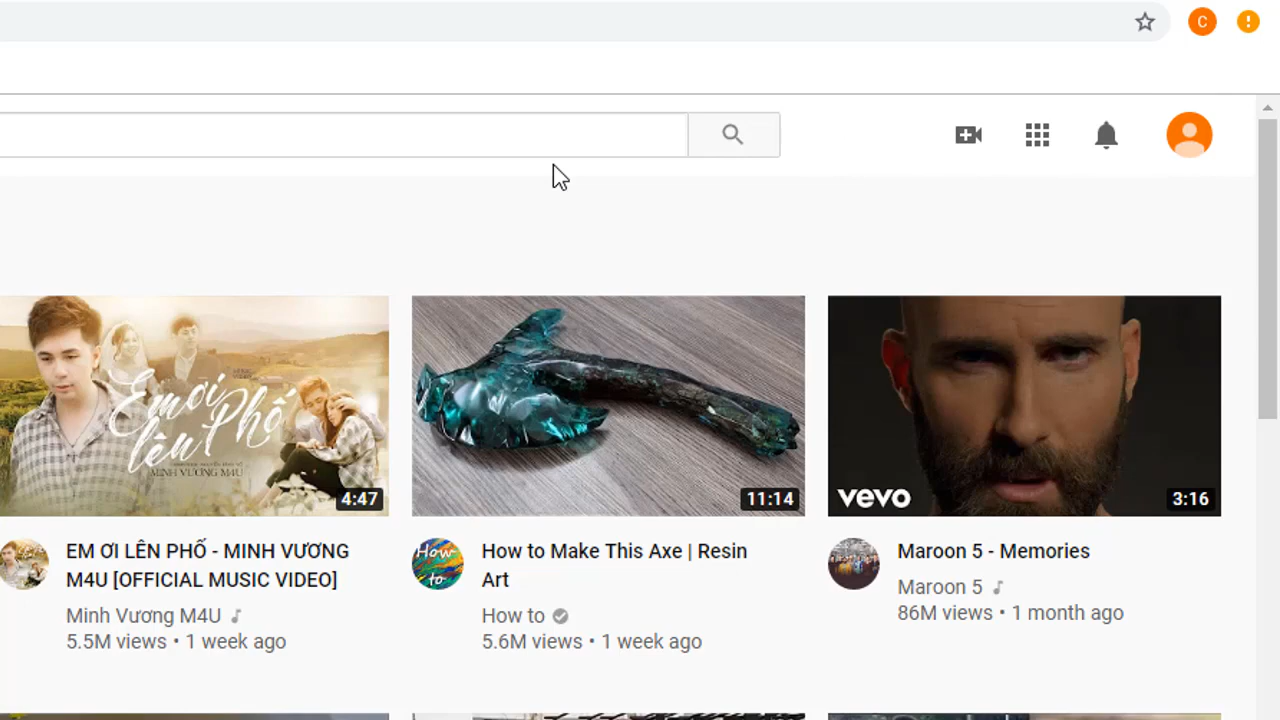 C
Em ơi
lên Phố
MINH VƯƠNG M4U
4:47
11:14
vevo
3:16
EM ƠI LÊN PHỐ - MINH VƯƠNG
M4U [OFFICIAL MUSIC VIDEO]
Minh Vương M4U
5.5M views • 1 week ago
How
to
How to Make This Axe | Resin
Art
How to
5.6M views • 1 week ago
Maroon 5 - Memories
Maroon 5
86M views • 1 month ago